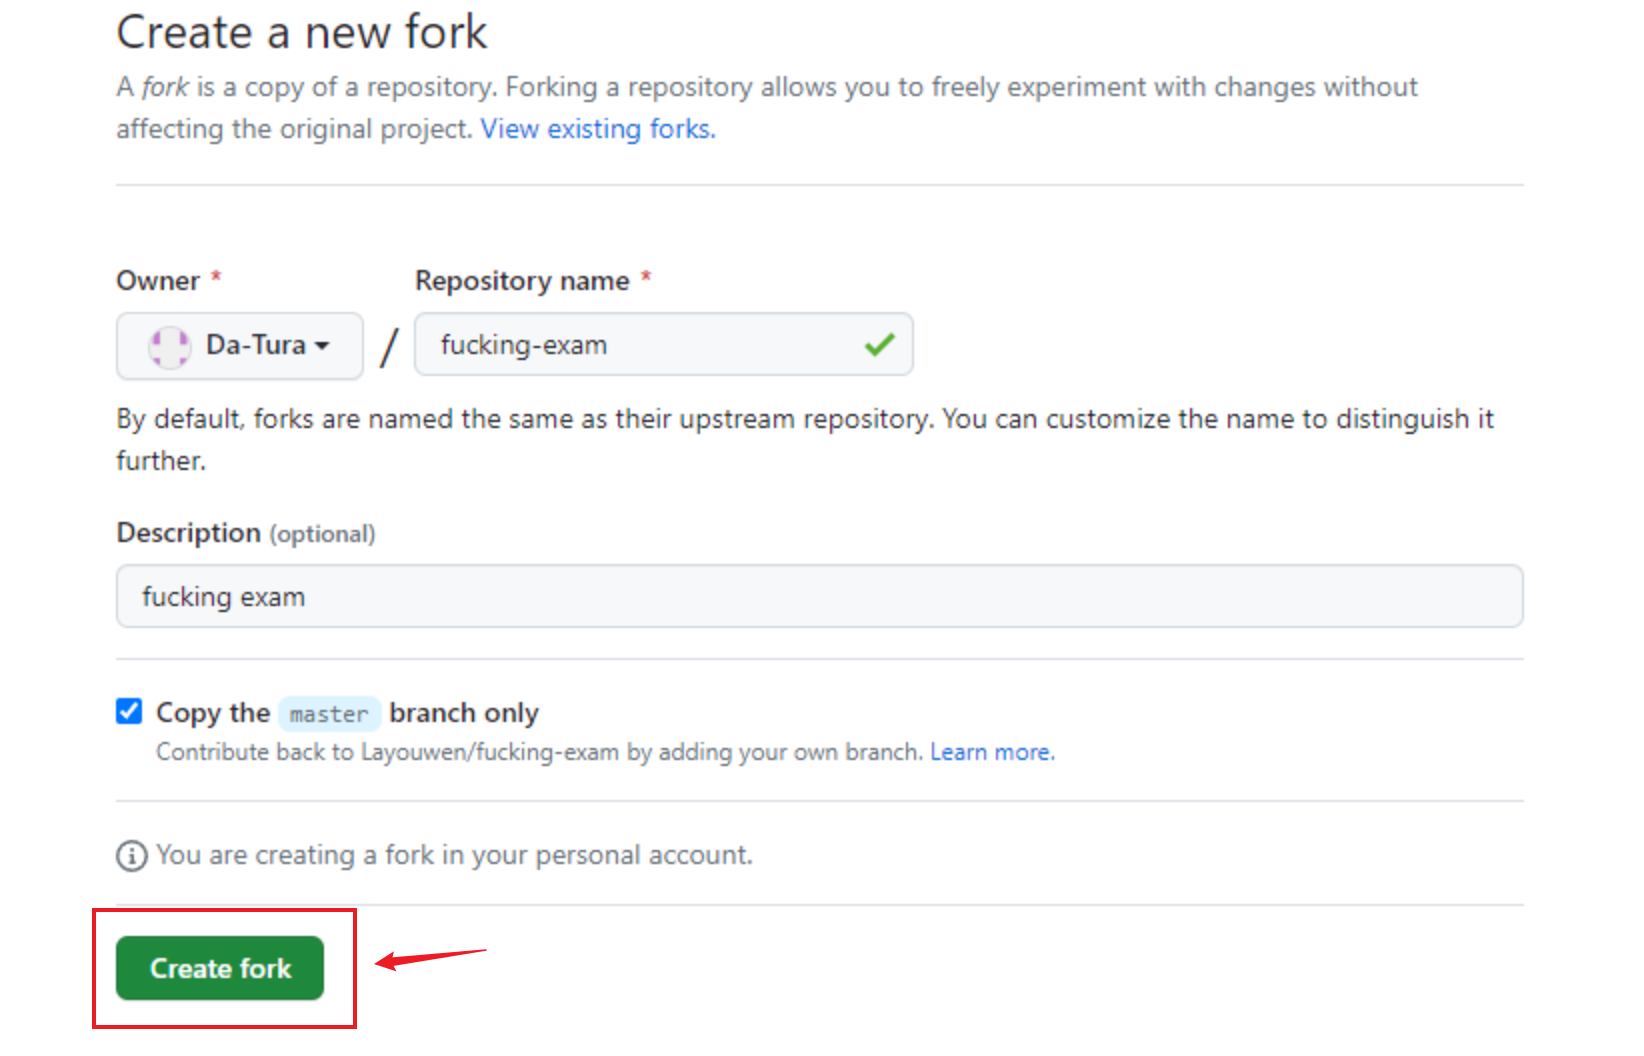 Create a new fork
A fork is a copy of a repository. Forking a repository allows you to freely experiment with changes without
affecting the original project. View existing forks.
Owner * Repository name *
Da-Tura / fucking-exam
By default, forks are named the same as their upstream repository. You can customize the name to distinguish it
further.
Description (optional)
fucking exam
Copy the master branch only
Contribute back to Layouwen/fucking-exam by adding your own branch. Learn more.
You are creating a fork in your personal account.
Create fork